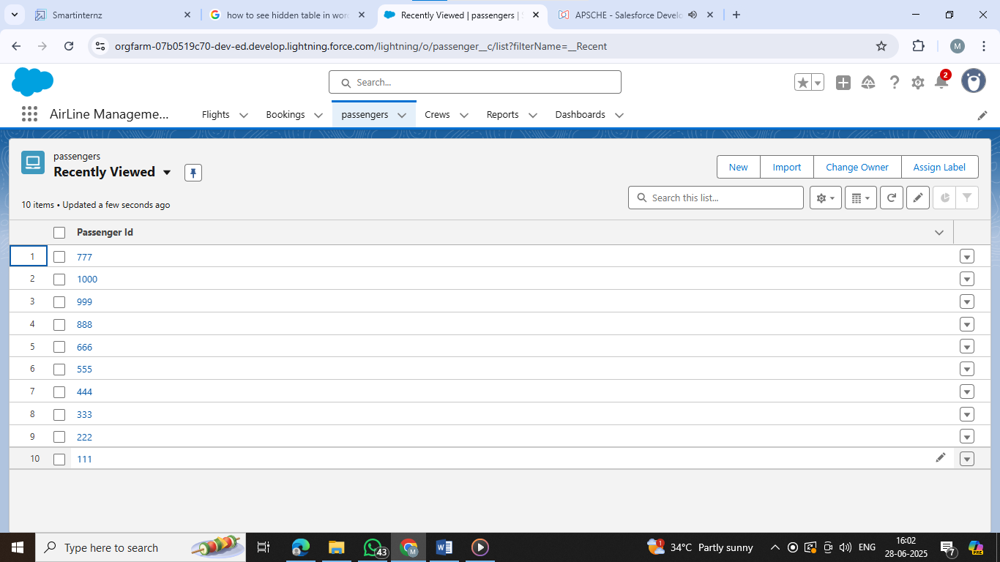 Smartinternz
how to see hidden table in wor
Recently Viewed | passengers |
APSCHE - Salesforce Develo
orgfarm-07b0519c70-dev-ed.develop.lightning.force.com/lightning/o/passenger__c/list?filterName=__Recent
M
Search...
2
AirLine Manageme...
Flights
Bookings
passengers
Crews
Reports
Dashboards
passengers
Recently Viewed
New
Import
Change Owner
Assign Label
10 items • Updated a few seconds ago
Search this list...
Passenger Id
1 777
2 1000
3 999
4 888
5 666
6 555
7 444
8 333
9 222
10 111
Type here to search
43
M
1
34°C Partly sunny
ENG
16:02
28-06-2025
7
PRE